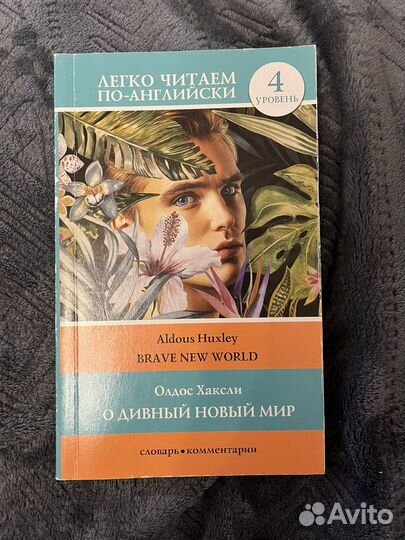 ЛЕГКО ЧИТАЕМ
ПО-АНГЛИЙСКИ
4
УРОВЕНЬ
Aldous Huxley
BRAVE NEW WORLD
Олдос Хаксли
О ДИВНЫЙ НОВЫЙ МИР
словарь•комментарии
Avito